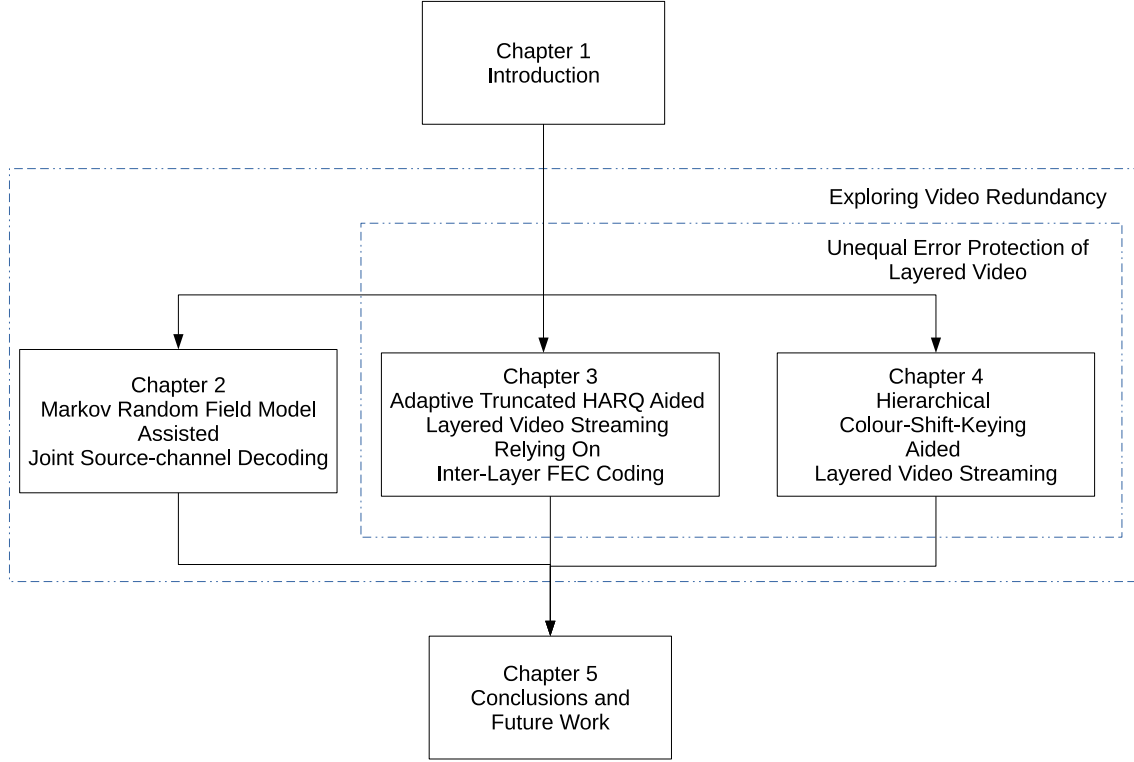 Chapter 1
Introduction
Exploring Video Redundancy
Unequal Error Protection of
Layered Video
Chapter 2
Markov Random Field Model
Assisted
Joint Source-channel Decoding
Chapter 3
Adaptive Truncated HARQ Aided
Layered Video Streaming
Relying On
Inter-Layer FEC Coding
Chapter 4
Hierarchical
Colour-Shift-Keying
Aided
Layered Video Streaming
Chapter 5
Conclusions and
Future Work